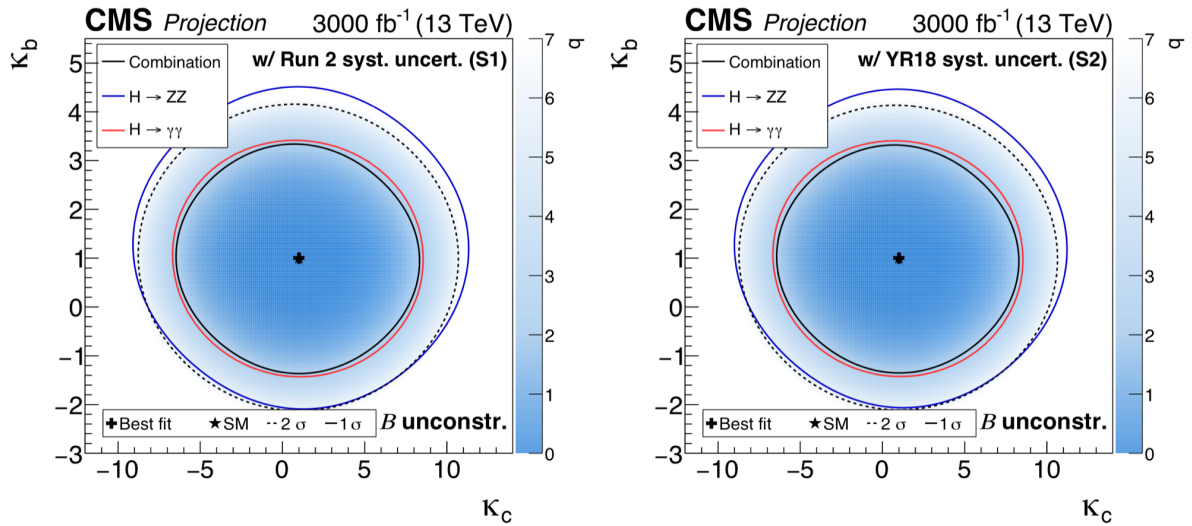 CMS Projection 3000 fb⁻¹ (13 TeV)
κb
w/ Run 2 syst. uncert. (S1)
Combination
H → ZZ
H → γγ
5
4
3
2
1
0
−1
−2
−3
✚Best fit ★SM --2 σ —1 σ
B unconstr.
−10 −5 0 5 10
κc
q
7
6
5
4
3
2
1
0
CMS Projection 3000 fb⁻¹ (13 TeV)
κb
w/ YR18 syst. uncert. (S2)
Combination
H → ZZ
H → γγ
5
4
3
2
1
0
−1
−2
−3
✚Best fit ★SM --2 σ —1 σ
B unconstr.
−10 −5 0 5 10
κc
q
7
6
5
4
3
2
1
0